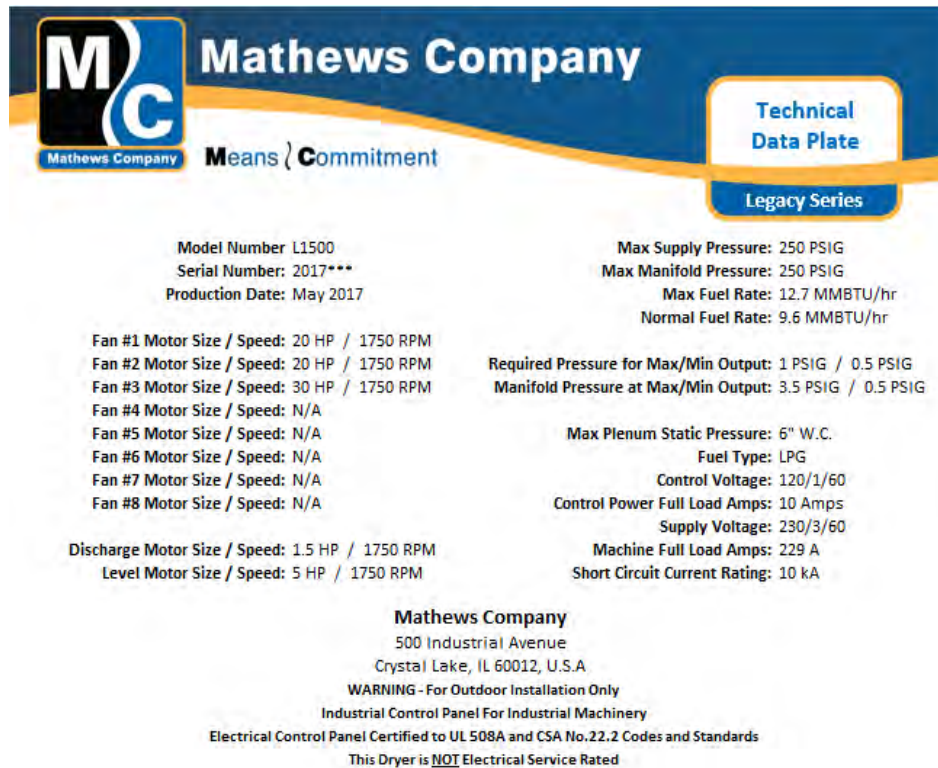 MC
Mathews Company
Mathews Company
Means Commitment
Technical
Data Plate
Legacy Series
Model Number L1500
Serial Number: 2017***
Production Date: May 2017
Fan #1 Motor Size / Speed: 20 HP / 1750 RPM
Fan #2 Motor Size / Speed: 20 HP / 1750 RPM
Fan #3 Motor Size / Speed: 30 HP / 1750 RPM
Fan #4 Motor Size / Speed: N/A
Fan #5 Motor Size / Speed: N/A
Fan #6 Motor Size / Speed: N/A
Fan #7 Motor Size / Speed: N/A
Fan #8 Motor Size / Speed: N/A
Discharge Motor Size / Speed: 1.5 HP / 1750 RPM
Level Motor Size / Speed: 5 HP / 1750 RPM
Max Supply Pressure: 250 PSIG
Max Manifold Pressure: 250 PSIG
Max Fuel Rate: 12.7 MMBTU/hr
Normal Fuel Rate: 9.6 MMBTU/hr
Required Pressure for Max/Min Output: 1 PSIG / 0.5 PSIG
Manifold Pressure at Max/Min Output: 3.5 PSIG / 0.5 PSIG
Max Plenum Static Pressure: 6" W.C.
Fuel Type: LPG
Control Voltage: 120/1/60
Control Power Full Load Amps: 10 Amps
Supply Voltage: 230/3/60
Machine Full Load Amps: 229 A
Short Circuit Current Rating: 10 kA
Mathews Company
500 Industrial Avenue
Crystal Lake, IL 60012, U.S.A
WARNING - For Outdoor Installation Only
Industrial Control Panel For Industrial Machinery
Electrical Control Panel Certified to UL 508A and CSA No.22.2 Codes and Standards
This Dryer is NOT Electrical Service Rated